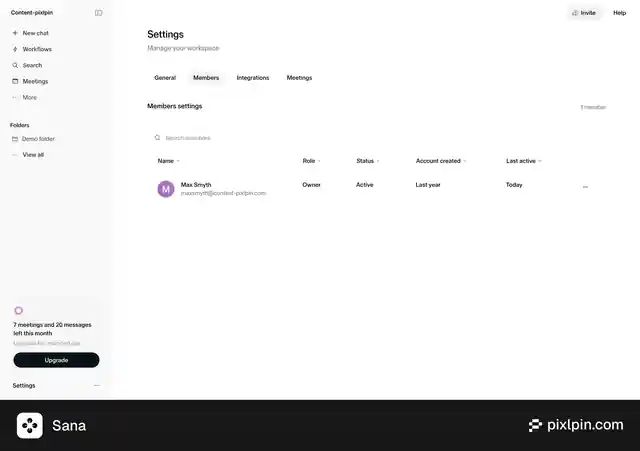 Content-pixlpin
Invite
Help
New chat
Workflows
Search
Meetings
More
Folders
Demo folder
View all
Settings
Manage your workspace
General
Members
Integrations
Meetings
Members settings
1 member
Search members
Name
Role
Status
Account created
Last active
M
Max Smyth
Owner
Active
Last year
Today
maxsmyth@content-pixlpin.com
7 meetings and 20 messages
left this month
Upgrade
Settings
Sana
pixlpin.com